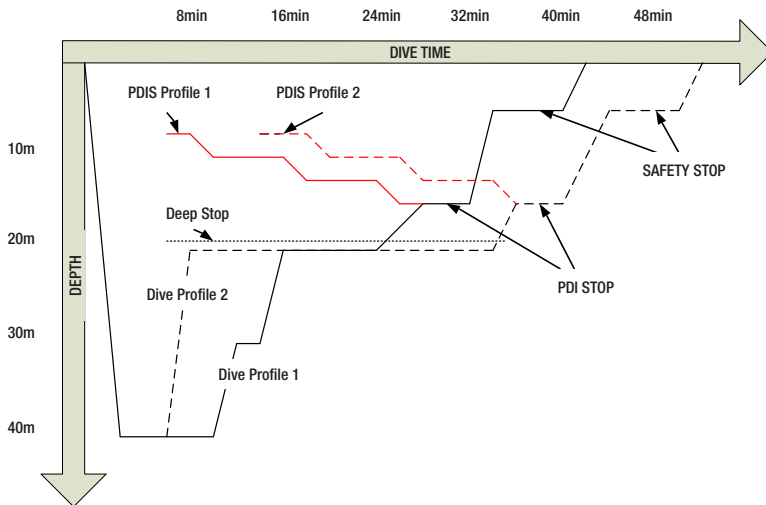 8min 16min 24min 32min 40min 48min
DIVE TIME
PDIS Profile 1
PDIS Profile 2
10m
SAFETY STOP
Deep Stop
20m
DEPTH
PDI STOP
Dive Profile 2
30m
Dive Profile 1
40m